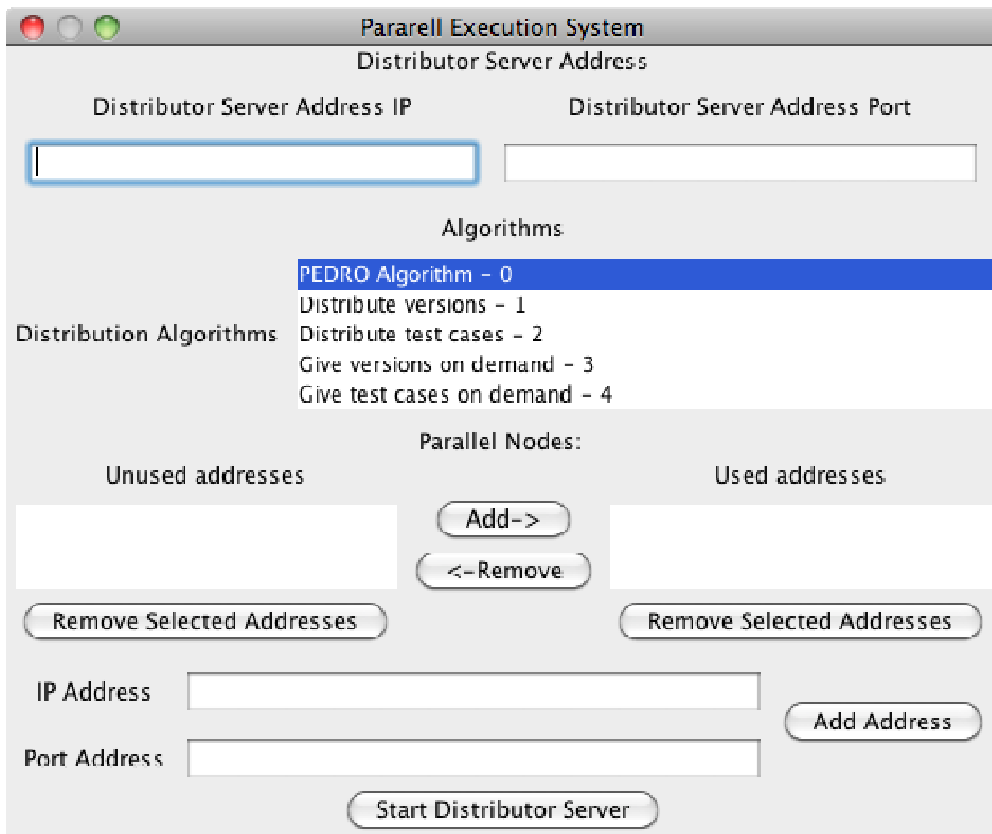 Pararell Execution System
Distributor Server Address
Distributor Server Address IP
Distributor Server Address Port
Algorithms
Distribution Algorithms
PEDRO Algorithm - 0
Distribute versions - 1
Distribute test cases - 2
Give versions on demand - 3
Give test cases on demand - 4
Parallel Nodes:
Unused addresses
Used addresses
Add->
<-Remove
Remove Selected Addresses
Remove Selected Addresses
IP Address
Add Address
Port Address
Start Distributor Server